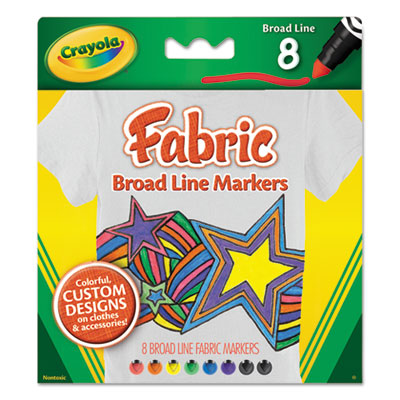 Crayola
Broad Line
8
Fabric
Broad Line Markers
Colorful,
CUSTOM
DESIGNS
on clothes
& accessories!
8 BROAD LINE FABRIC MARKERS
Nontoxic